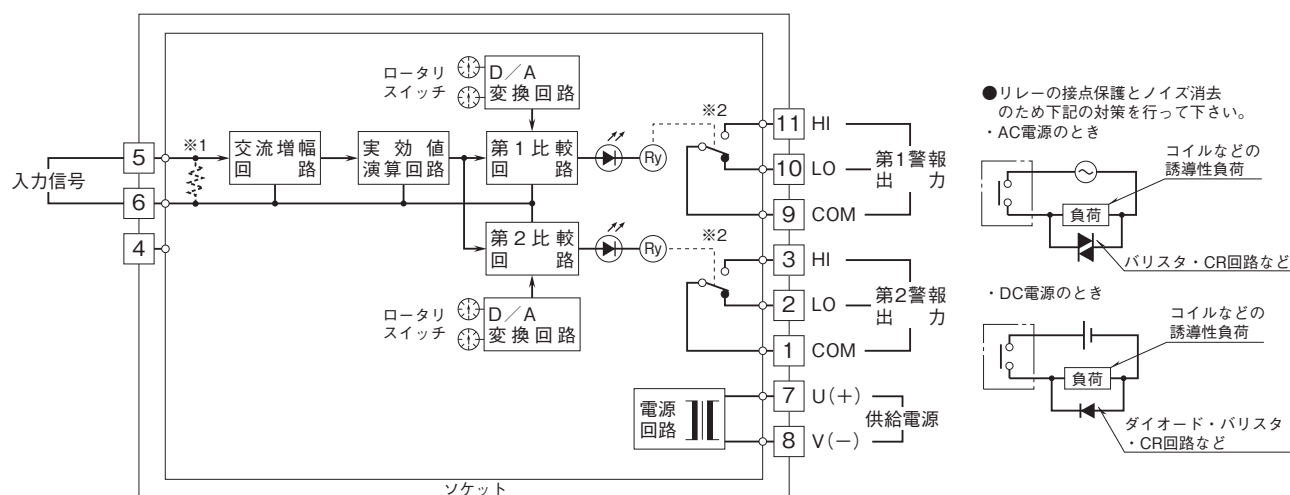 ロータリ
スイッチ
D／A
変換回路
※1
※2
5
入力信号
6
4
交流増幅
回　　路
実効値
演算回路
第1比較
回　　路
Ry
11 HI
10 LO
9 COM
第1警報
出　　力
第2比較
回　　路
Ry
※2
3 HI
2 LO
1 COM
第2警報
出　　力
ロータリ
スイッチ
D／A
変換回路
電源
回路
7 U(＋)
8 V(－)
供給電源
ソケット
●リレーの接点保護とノイズ消去
のため下記の対策を行って下さい。
・AC電源のとき
コイルなどの
誘導性負荷
負荷
バリスタ・CR回路など
・DC電源のとき
コイルなどの
誘導性負荷
負荷
ダイオード・バリスタ
・CR回路など